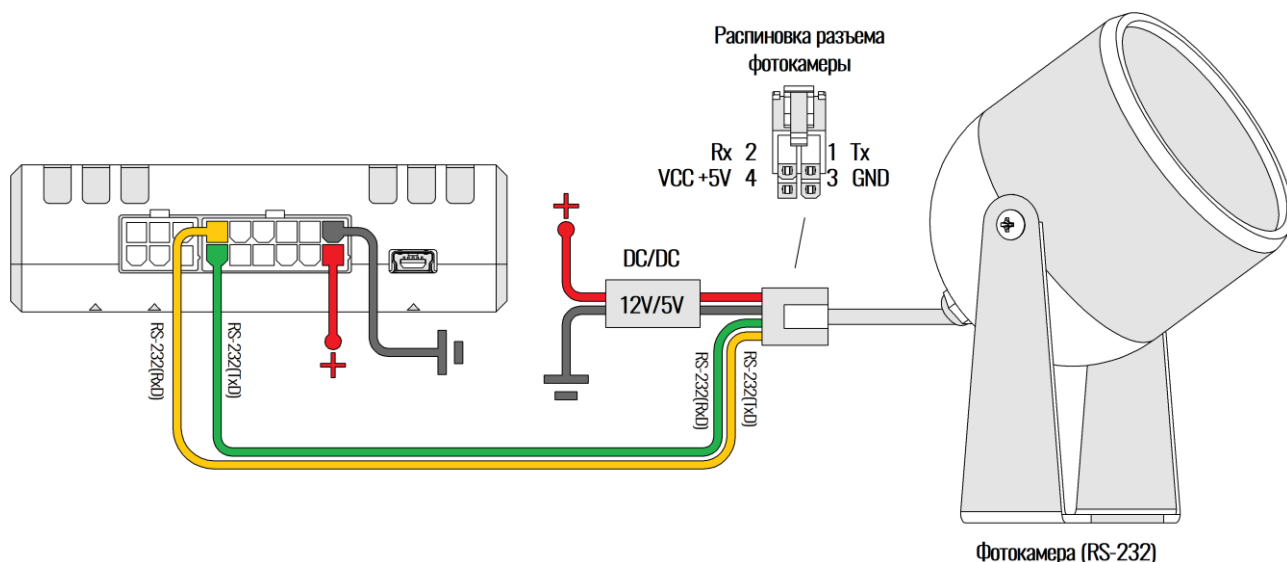 Распиновка разъема
фотокамеры
Rx 2
1 Tx
VCC +5V 4
3 GND
DC/DC
12V/5V
RS-232(RxD)
RS-232(TxD)
RS-232(RxD)
RS-232(TxD)
Фотокамера (RS-232)